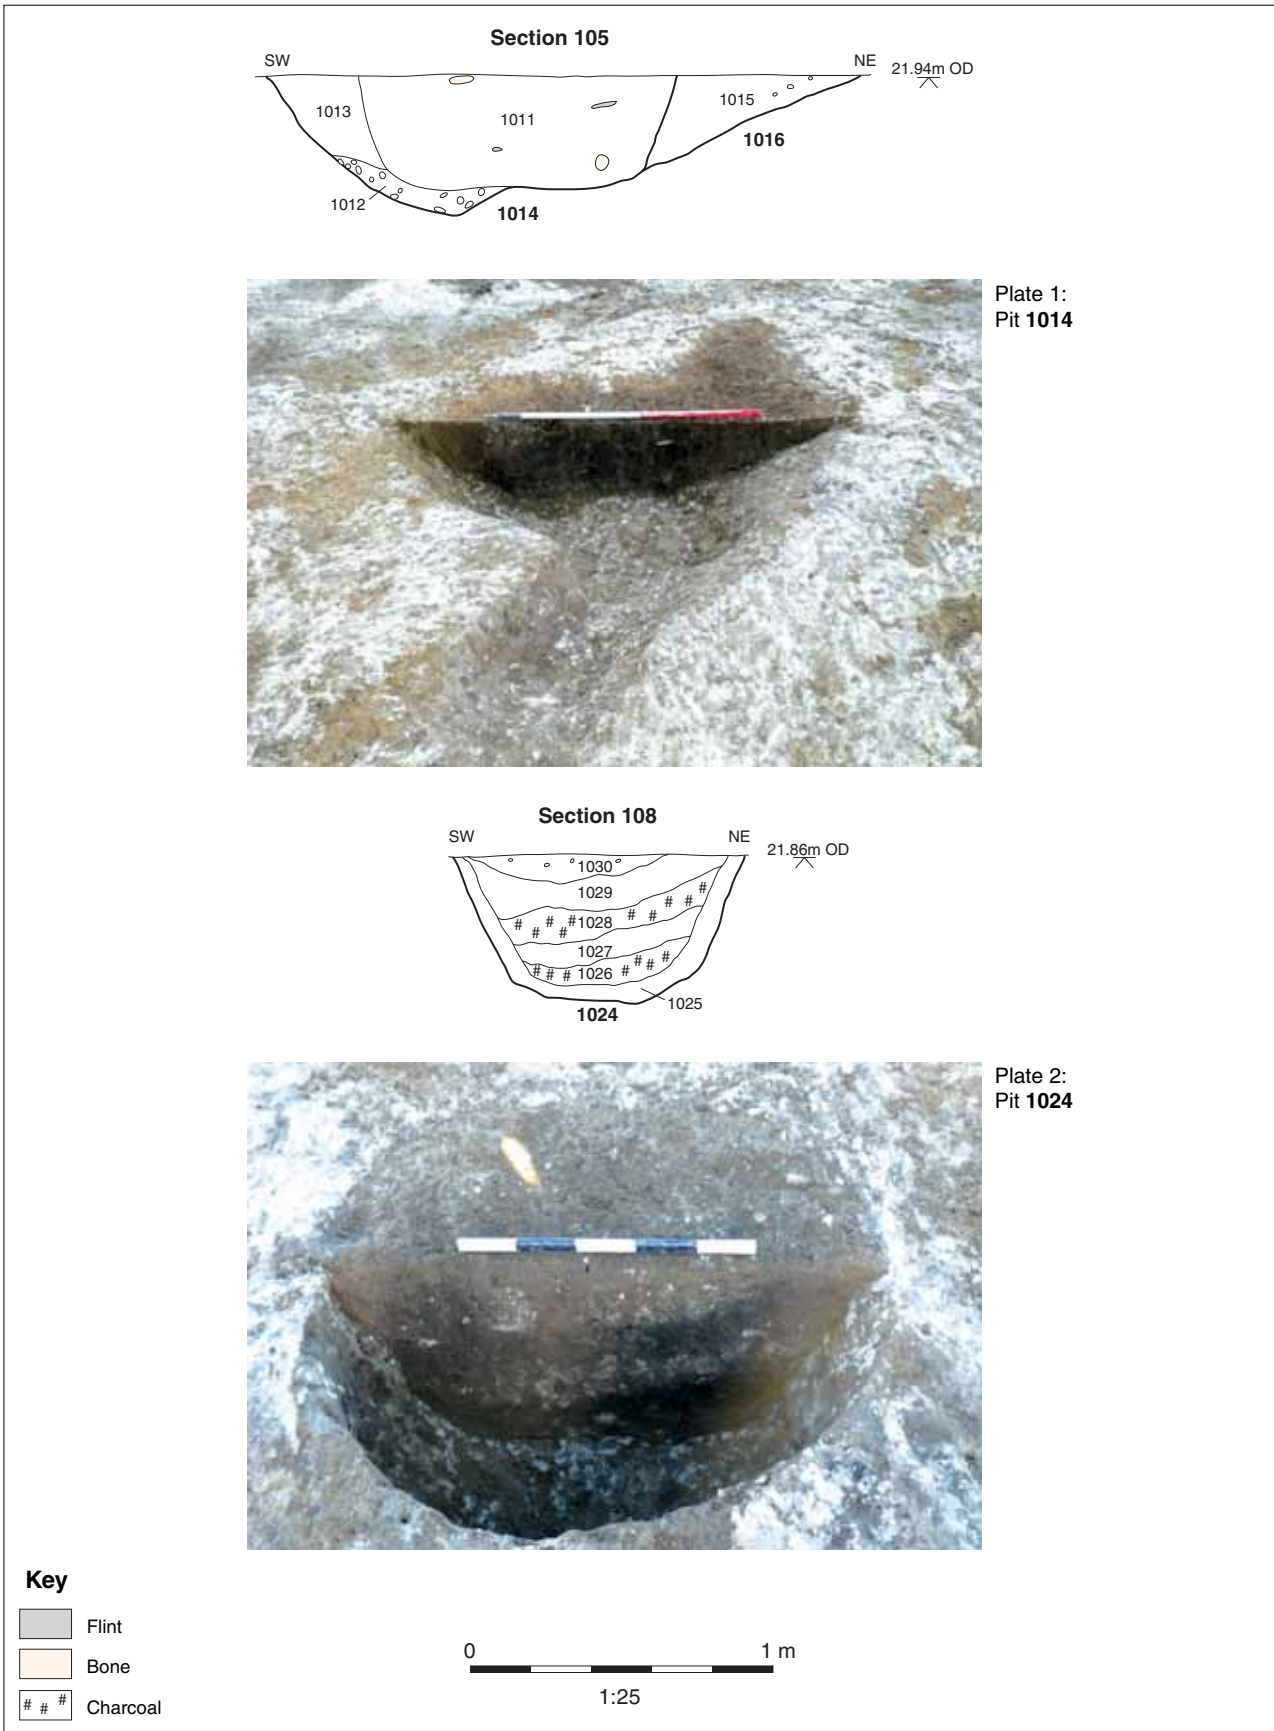 Section 105
SW
NE
21.94m OD
1013
1011
1015
1016
1012
1014
Plate 1:
Pit 1014
Section 108
SW
NE
21.86m OD
1030
1029
1028
1027
1026
1025
1024
Plate 2:
Pit 1024
Key
Flint
Bone
Charcoal
0 1 m
1:25